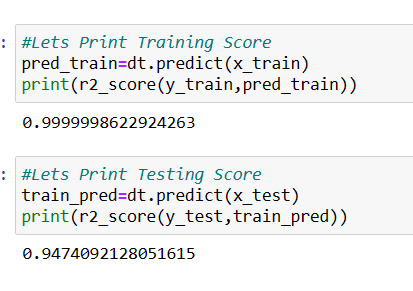 :
#Lets Print Training Score
pred_train=dt.predict(x_train)
print(r2_score(y_train,pred_train))
0.9999998622924263
:
#Lets Print Testing Score
train_pred=dt.predict(x_test)
print(r2_score(y_test,train_pred))
0.9474092128051615